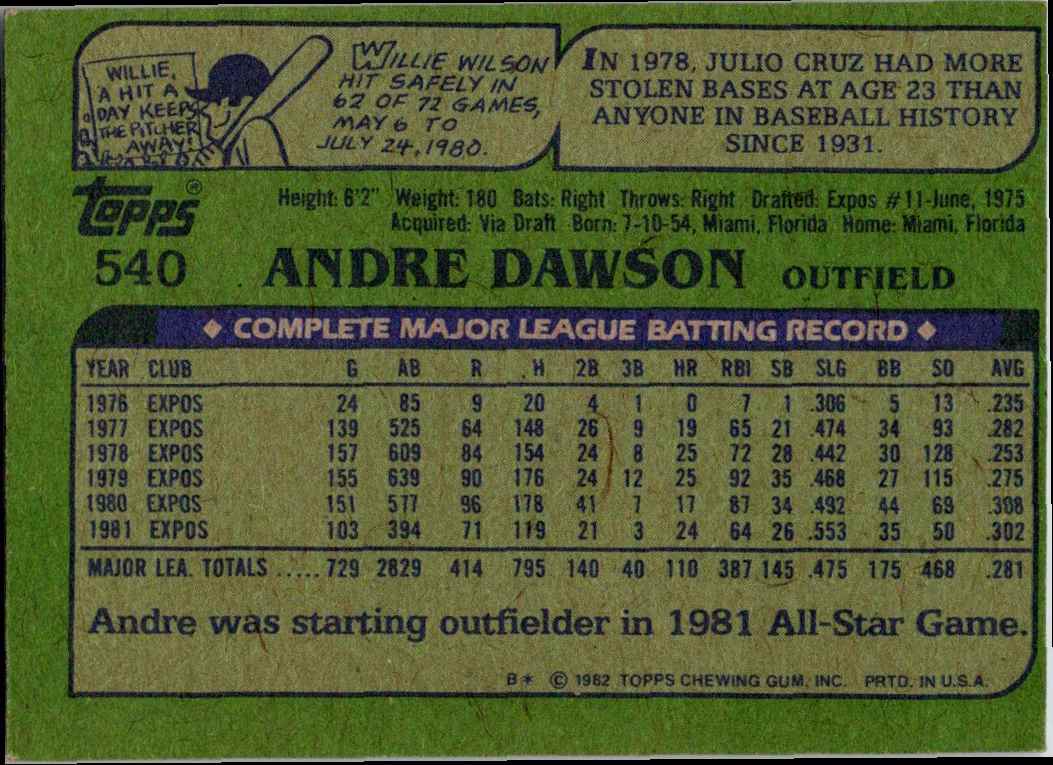 WILLIE,
A HIT A
DAY KEEPS
THE PITCHER
AWAY!
WILLIE WILSON
HIT SAFELY IN
62 OF 72 GAMES,
MAY 6 TO
JULY 24, 1980.
IN 1978, JULIO CRUZ HAD MORE
STOLEN BASES AT AGE 23 THAN
ANYONE IN BASEBALL HISTORY
SINCE 1931.
Topps®
Height: 6'2" Weight: 180 Bats: Right Throws: Right Drafted: Expos #11-June, 1975
Acquired: Via Draft Born: 7-10-54, Miami, Florida Home: Miami, Florida
540 ANDRE DAWSON OUTFIELD
♦ COMPLETE MAJOR LEAGUE BATTING RECORD ♦
YEAR CLUB G AB R H 2B 3B HR RBI SB SLG BB SO AVG
1976 EXPOS 24 85 9 20 4 1 0 7 1 .306 5 13 .235
1977 EXPOS 139 525 64 148 26 9 19 65 21 .474 34 93 .282
1978 EXPOS 157 609 84 154 24 8 25 72 28 .442 30 128 .253
1979 EXPOS 155 639 90 176 24 12 25 92 35 .468 27 115 .275
1980 EXPOS 151 577 96 178 41 7 17 87 34 .492 44 69 .308
1981 EXPOS 103 394 71 119 21 3 24 64 26 .553 35 50 .302
MAJOR LEA. TOTALS ..... 729 2829 414 795 140 40 110 387 145 .475 175 468 .281
Andre was starting outfielder in 1981 All-Star Game.
B* © 1982 TOPPS CHEWING GUM, INC. PRTD. IN U.S.A.